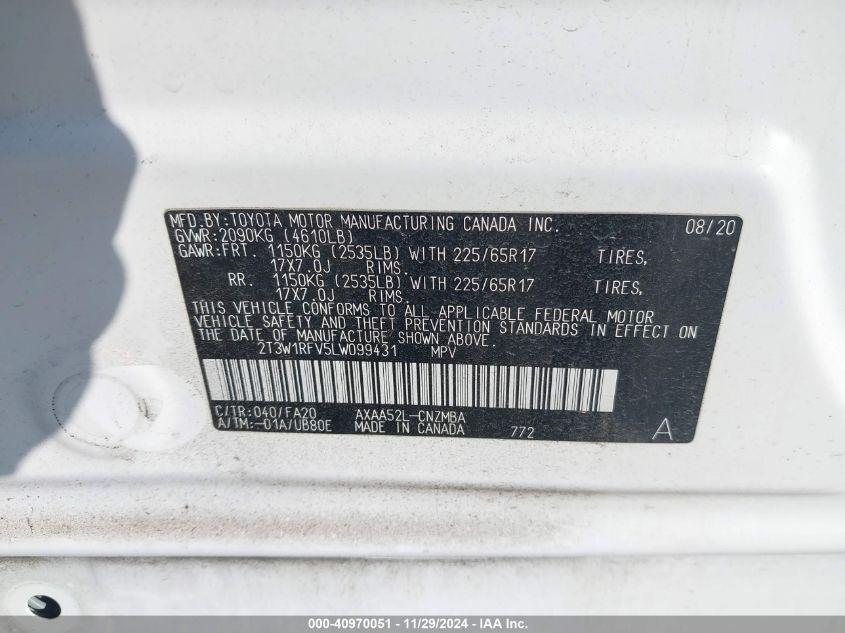 MFD.BY:TOYOTA MOTOR MANUFACTURING CANADA INC. 08/20
GVWR:2090KG (4610LB)
GAWR:FRT. 1150KG (2535LB) WITH 225/65R17 TIRES,
17X7.0J RIMS.
RR. 1150KG (2535LB) WITH 225/65R17 TIRES,
17X7.0J RIMS.
THIS VEHICLE CONFORMS TO ALL APPLICABLE FEDERAL MOTOR
VEHICLE SAFETY AND THEFT PREVENTION STANDARDS IN EFFECT ON
THE DATE OF MANUFACTURE SHOWN ABOVE.
2T3W1RFV5LW099431 MPV
C/TR:040/FA20 AXAA52L-CNZMBA
A/TM:-01A/UB80E MADE IN CANADA 772 A
000-40970051 - 11/29/2024 - IAA Inc.